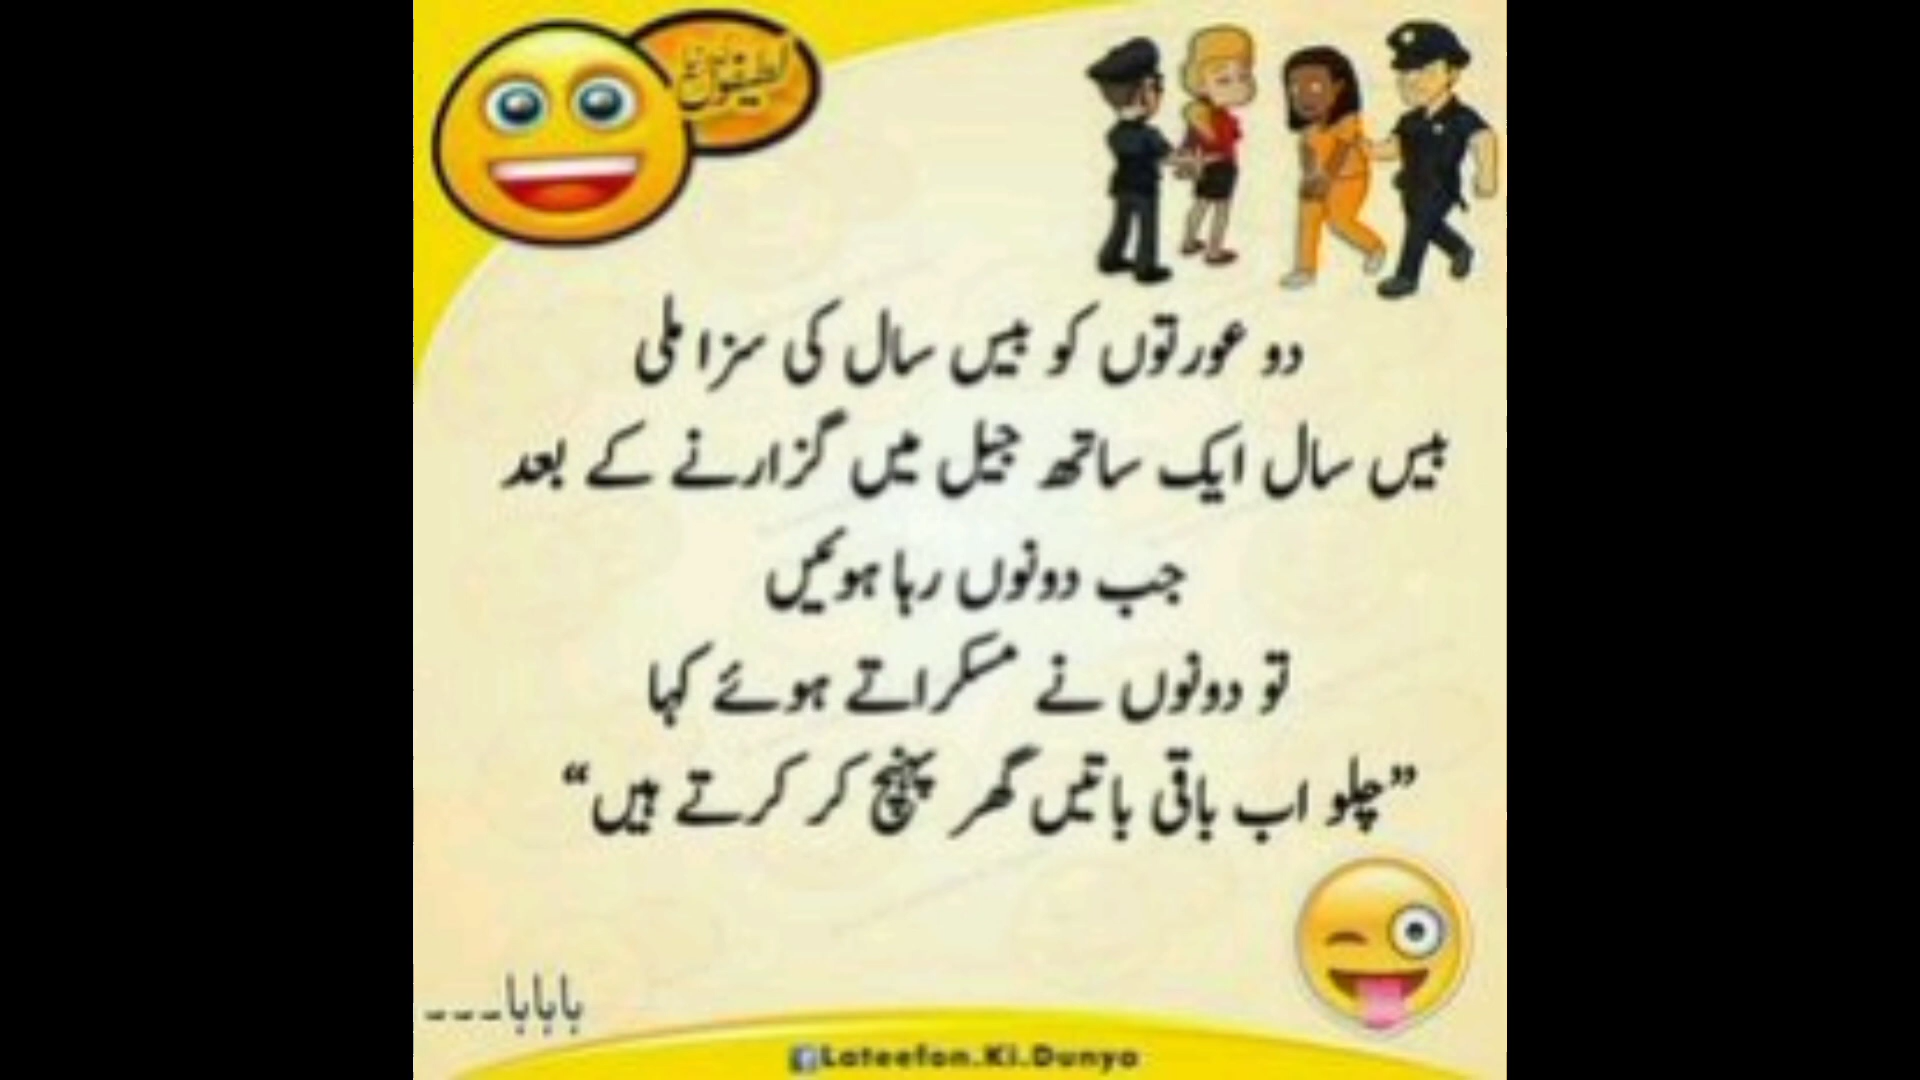 لطیفوں
دو عورتوں کو بیس سال کی سزا ملی
بیس سال ایک ساتھ جیل میں گزارنے کے بعد
جب دونوں رہا ہوئیں
تو دونوں نے مسکراتے ہوئے کہا
”چلو اب باقی باتیں گھر پہنچ کر کرتے ہیں“
ہاہاہا۔۔۔
Lateefon.Ki.Dunya